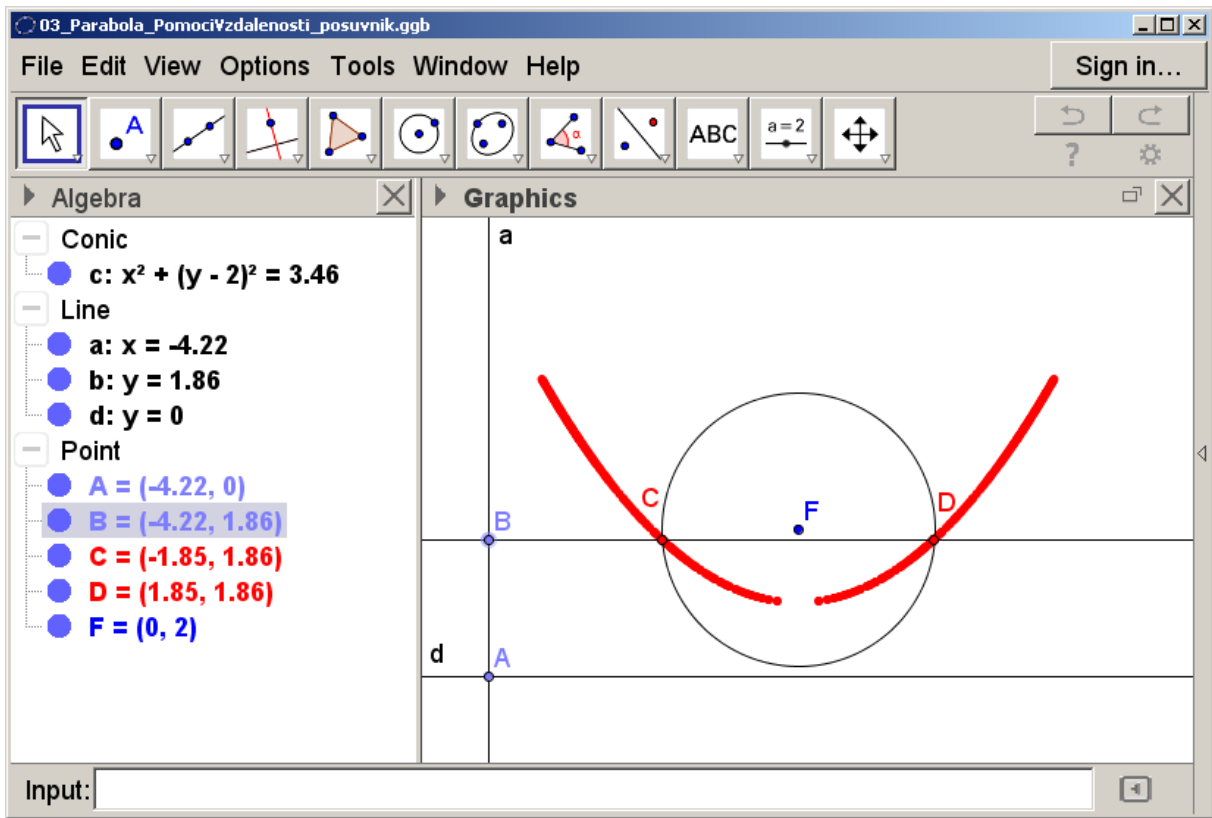 03_Parabola_Pomoci¥zdalenosti_posuvnik.ggb
File Edit View Options Tools Window Help
Sign in...
A
α
ABC
a=2
?
Algebra
Graphics
Conic
c: x² + (y - 2)² = 3.46
Line
a: x = -4.22
b: y = 1.86
d: y = 0
Point
A = (-4.22, 0)
B = (-4.22, 1.86)
C = (-1.85, 1.86)
D = (1.85, 1.86)
F = (0, 2)
a
C
D
F
B
d
A
Input: